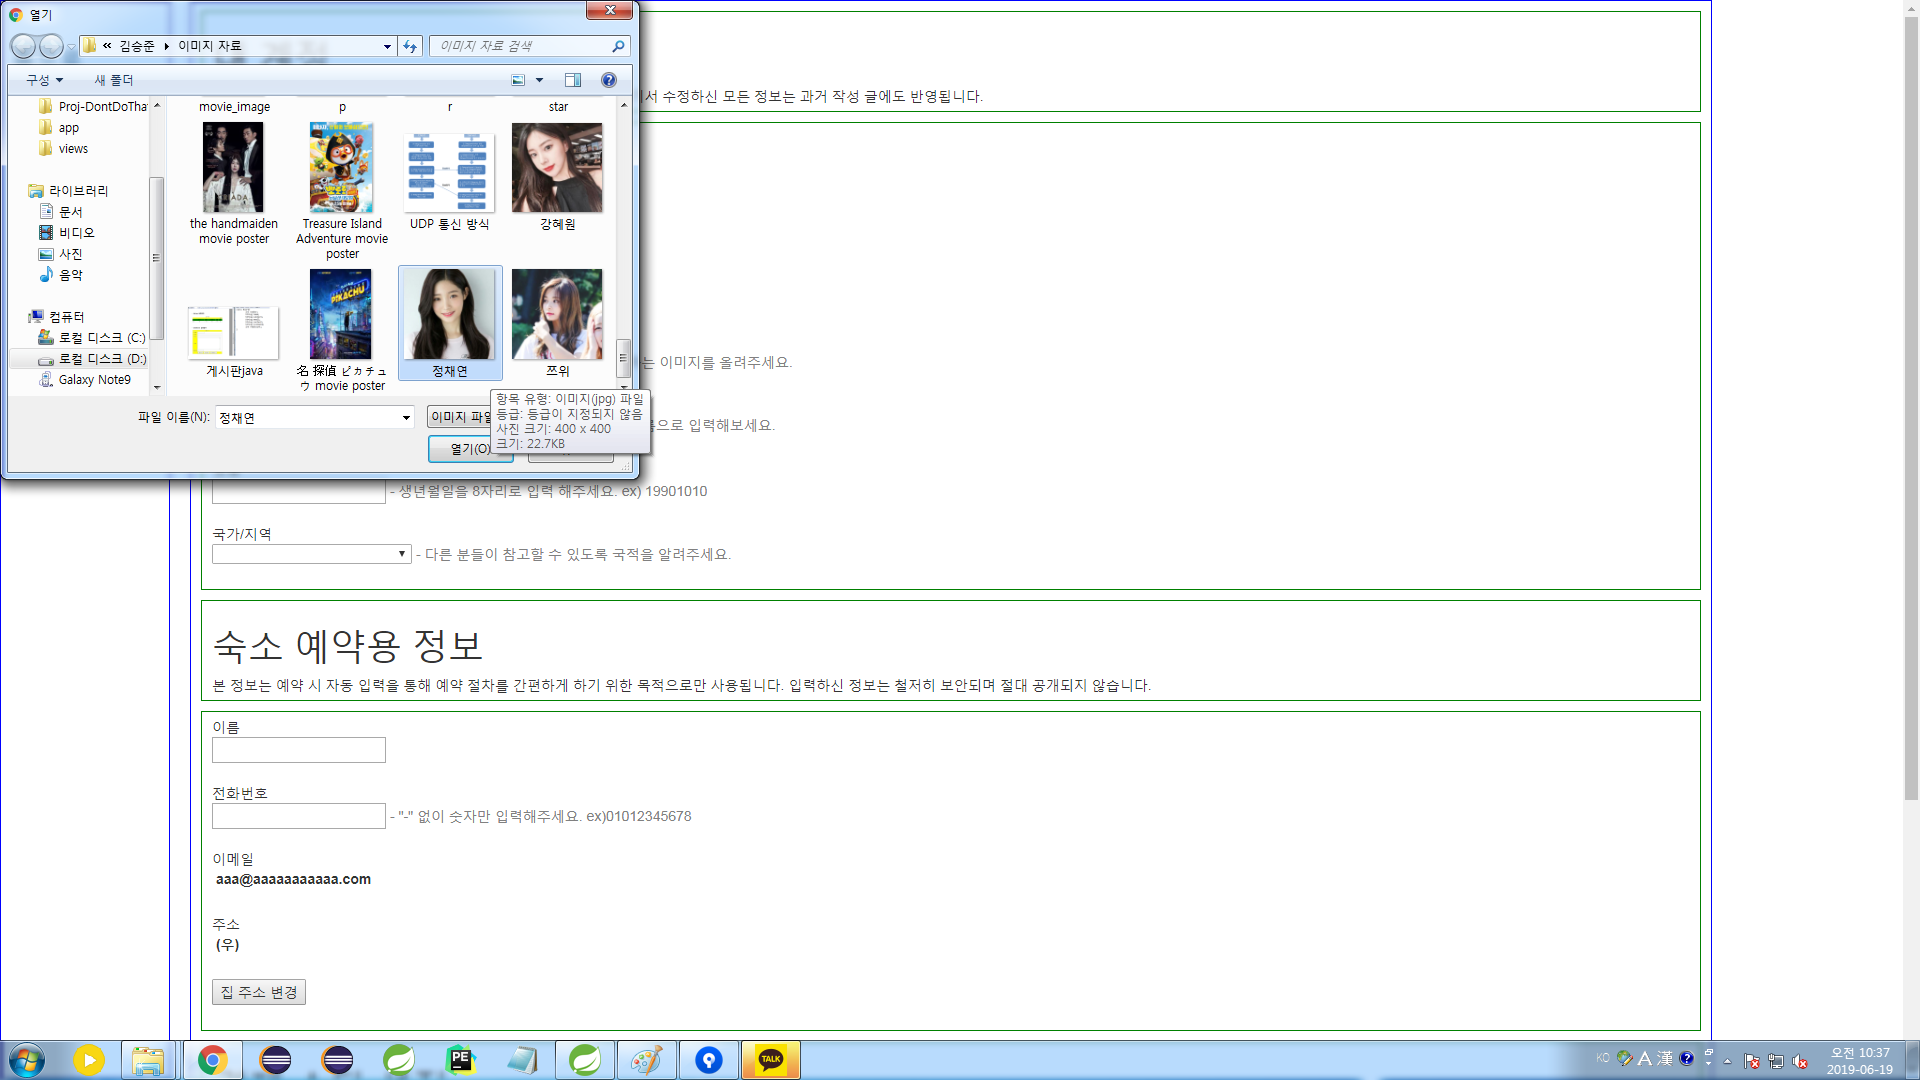 열기
« 김승준 ▸ 이미지 자료
이미지 자료 검색
구성 ▼
새 폴더
Proj-DontDoTha
app
views
라이브러리
문서
비디오
사진
음악
컴퓨터
로컬 디스크 (C:)
로컬 디스크 (D:)
Galaxy Note9
movie_image
p
r
star
the handmaiden
movie poster
Treasure Island
Adventure movie
poster
UDP 통신 방식
강혜원
PIKACHU
게시판java
名探偵 ピカチュ
ウ movie poster
정채연
쯔위
파일 이름(N):
정채연
이미지 파일
열기(O)
항목 유형: 이미지(jpg) 파일
등급: 등급이 지정되지 않음
사진 크기: 400 x 400
크기: 22.7KB
서 수정하신 모든 정보는 과거 작성 글에도 반영됩니다.
는 이미지를 올려주세요.
으로 입력해보세요.
- 생년월일을 8자리로 입력 해주세요. ex) 19901010
국가/지역
- 다른 분들이 참고할 수 있도록 국적을 알려주세요.
숙소 예약용 정보
본 정보는 예약 시 자동 입력을 통해 예약 절차를 간편하게 하기 위한 목적으로만 사용됩니다. 입력하신 정보는 철저히 보안되며 절대 공개되지 않습니다.
이름
전화번호
- "-" 없이 숫자만 입력해주세요. ex)01012345678
이메일
aaa@aaaaaaaaaaa.com
주소
(우)
집 주소 변경
PE
TALK
KO
A 漢
오전 10:37
2019-06-19